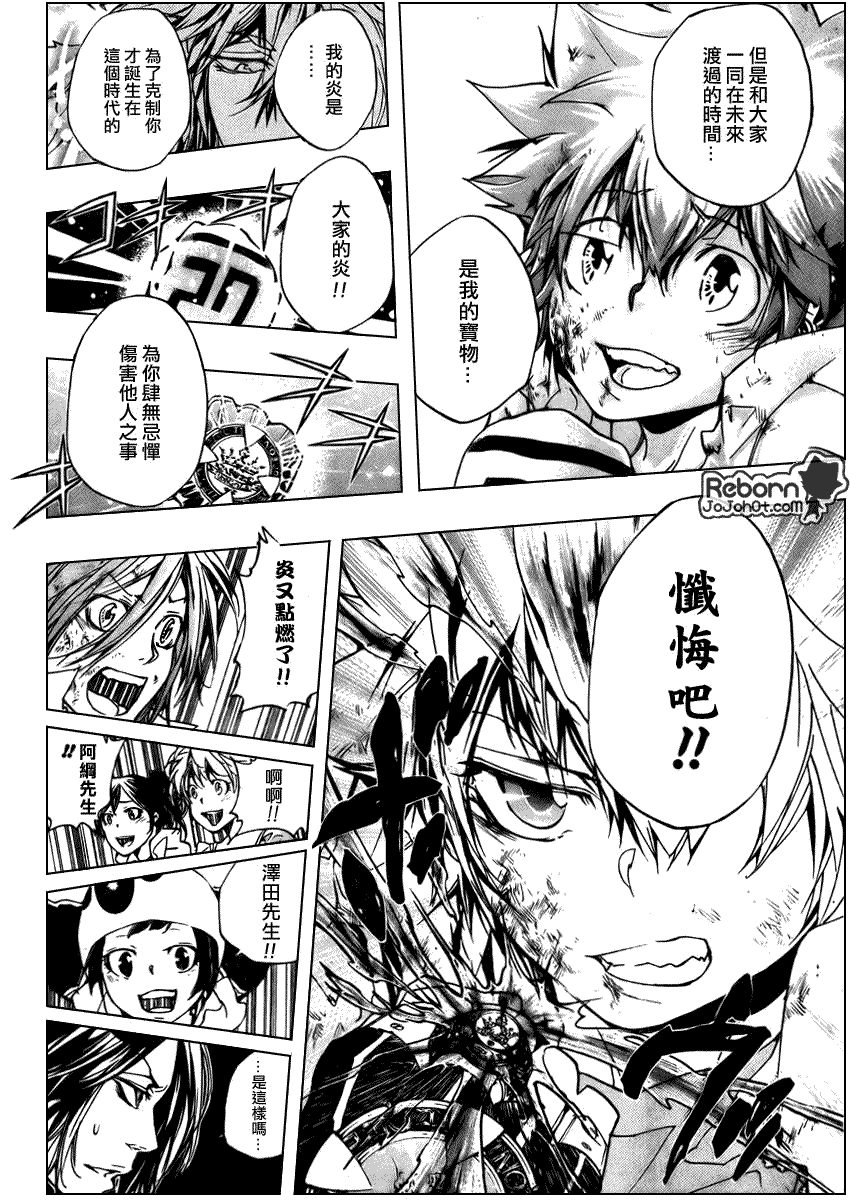 但是和大家
一同在未來
渡過的時間…
是我的寶物…
我的炎是
……
為了克制你
才誕生在
這個時代的
大家的炎!!
27
為你肆無忌憚
傷害他人之事
Reborn
JoJoHOt.com
懺悔吧!!
炎又點燃了!!
啊啊!!
阿綱先生!!
澤田先生!!
…是這樣嗎…